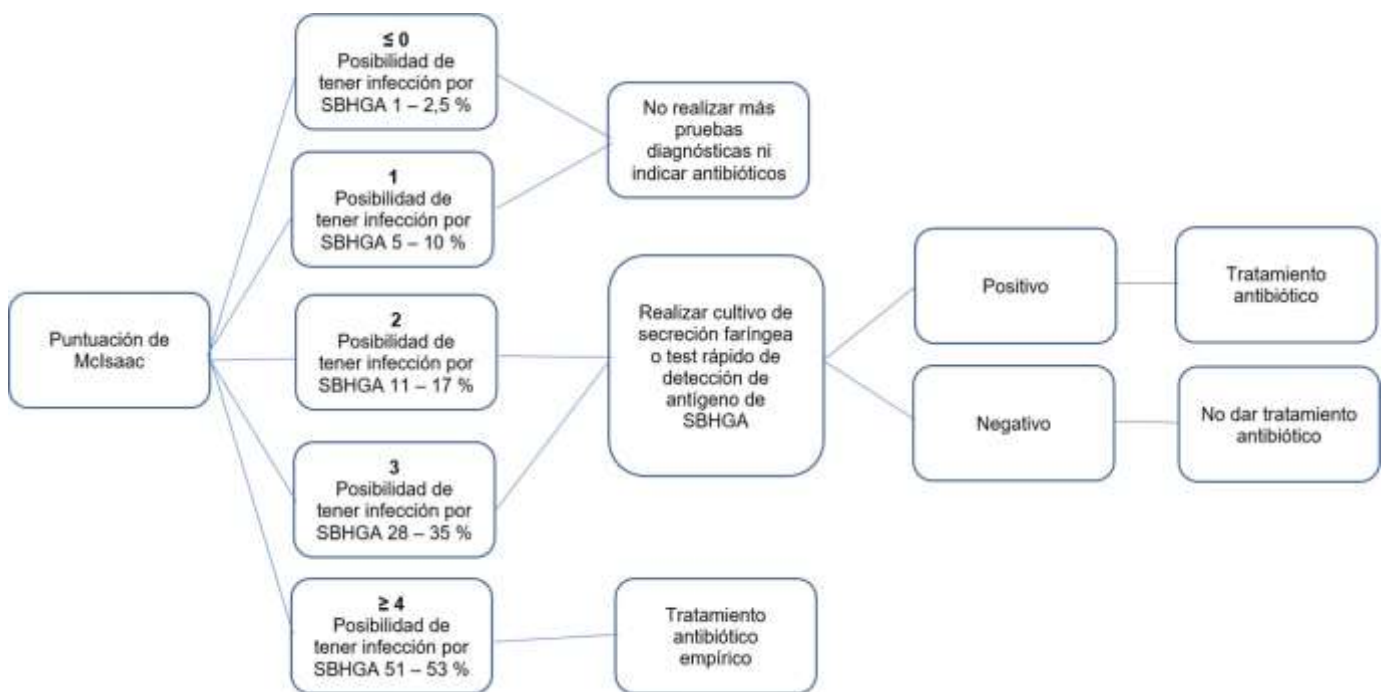 Puntuación de
McIsaac
≤ 0
Posibilidad de
tener infección por
SBHGA 1 – 2,5 %
1
Posibilidad de
tener infección por
SBHGA 5 – 10 %
2
Posibilidad de
tener infección por
SBHGA 11 – 17 %
3
Posibilidad de
tener infección por
SBHGA 28 – 35 %
≥ 4
Posibilidad de
tener infección por
SBHGA 51 – 53 %
No realizar más
pruebas
diagnósticas ni
indicar antibióticos
Realizar cultivo de
secreción faríngea
o test rápido de
detección de
antígeno de
SBHGA
Tratamiento
antibiótico
empírico
Positivo
Tratamiento
antibiótico
Negativo
No dar tratamiento
antibiótico